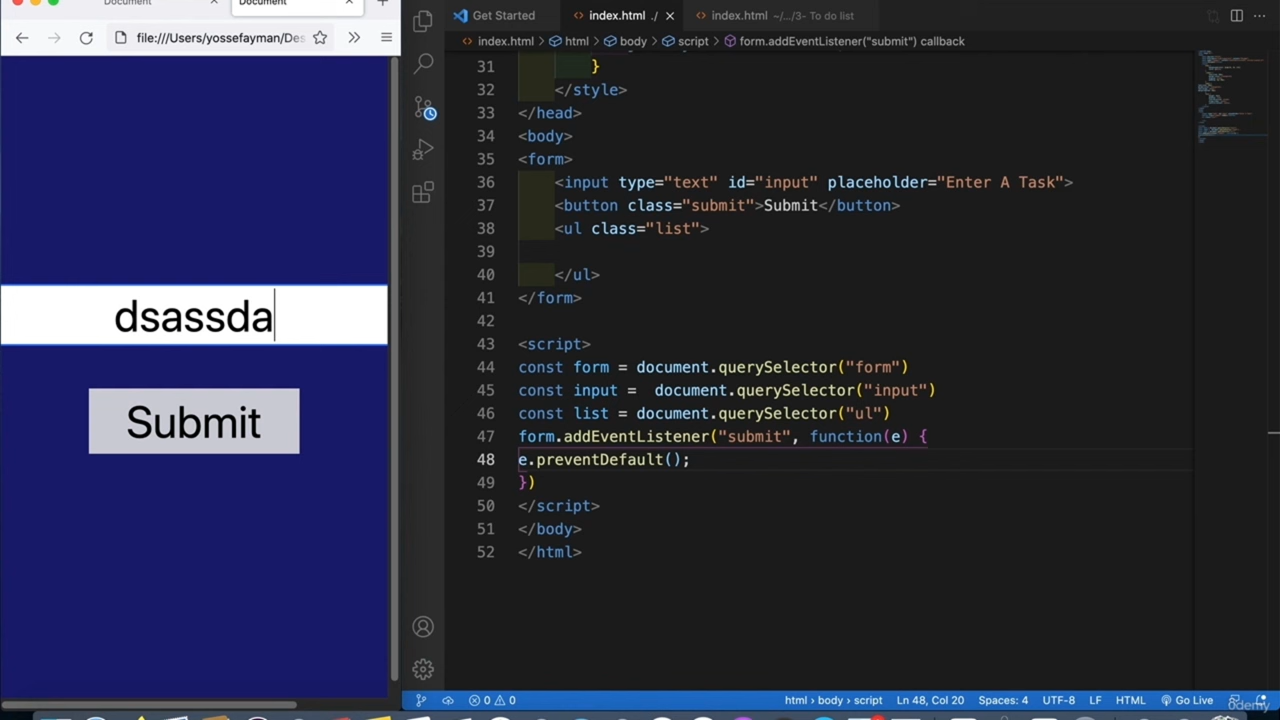 Document
Document
file:///Users/yossefayman/Des
dsassda
Submit
Get Started
index.html ./
index.html ~/.../3- To do list
index.html > html > body > script > form.addEventListener("submit") callback
31 }
32 </style>
33 </head>
34 <body>
35 <form>
36 <input type="text" id="input" placeholder="Enter A Task">
37 <button class="submit">Submit</button>
38 <ul class="list">
39
40 </ul>
41 </form>
42
43 <script>
44 const form = document.querySelector("form")
45 const input =  document.querySelector("input")
46 const list = document.querySelector("ul")
47 form.addEventListener("submit", function(e) {
48 e.preventDefault();
49 })
50 </script>
51 </body>
52 </html>
0 0 html > body > script Ln 48, Col 20 Spaces: 4 UTF-8 LF HTML Go Live
udemy